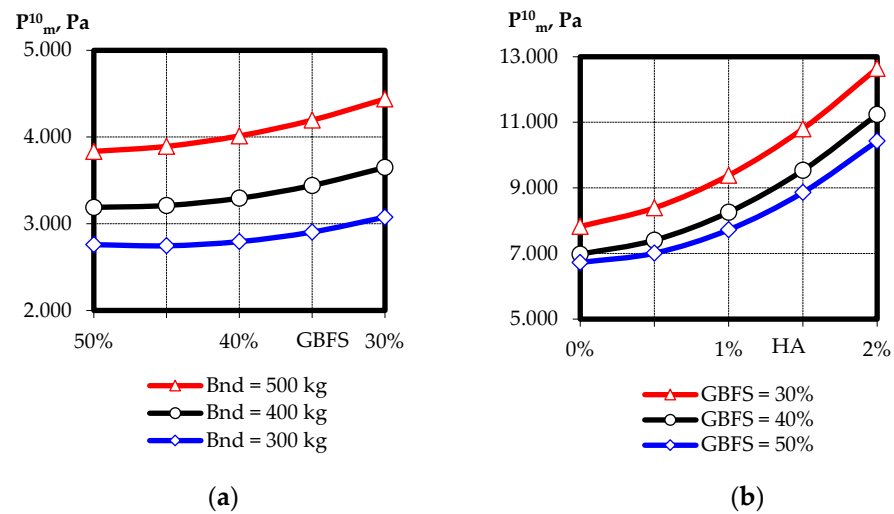 P¹⁰ₘ, Pa
5.000
4.000
3.000
2.000
50% 40% GBFS 30%
Bnd = 500 kg
Bnd = 400 kg
Bnd = 300 kg
(a)
P¹⁰ₘ, Pa
13.000
11.000
9.000
7.000
5.000
0% 1% HA 2%
GBFS = 30%
GBFS = 40%
GBFS = 50%
(b)